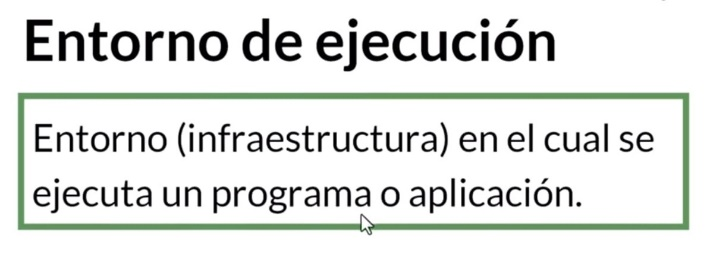 Entorno de ejecución
Entorno (infraestructura) en el cual se
ejecuta un programa o aplicación.